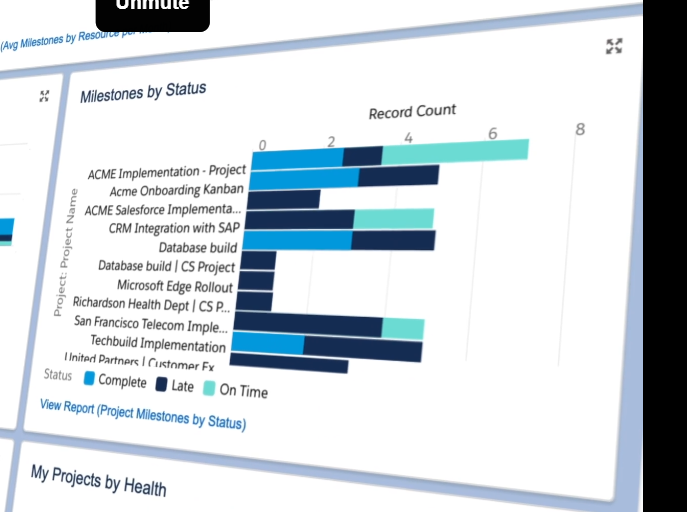 Unmute
(Avg Milestones by Resource per
Milestones by Status
Record Count
0 2 4 6 8
Project: Project Name
ACME Implementation - Project
Acme Onboarding Kanban
ACME Salesforce Implementa...
CRM Integration with SAP
Database build
Database build | CS Project
Microsoft Edge Rollout
Richardson Health Dept | CS P...
San Francisco Telecom Imple...
Techbuild Implementation
United Partners | Customer Ex
Status Complete Late On Time
View Report (Project Milestones by Status)
My Projects by Health